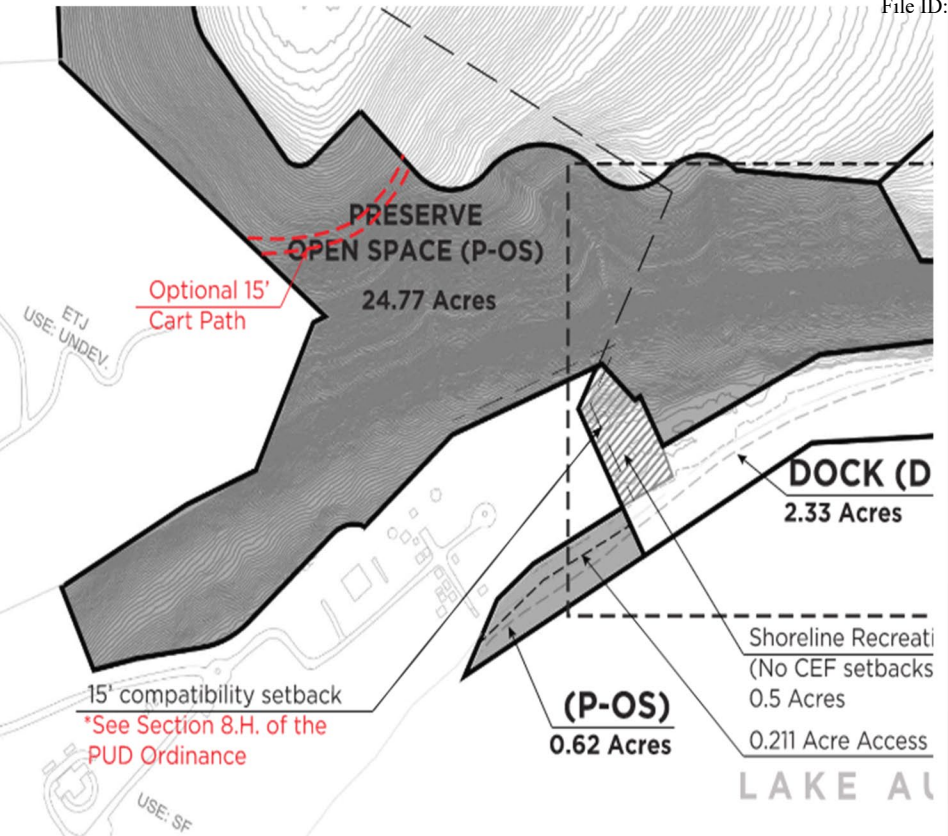 File ID:
PRESERVE
OPEN SPACE (P-OS)
24.77 Acres
Optional 15'
Cart Path
ETJ
USE: UNDEV.
DOCK (D
2.33 Acres
Shoreline Recreati
(No CEF setbacks
0.5 Acres
15' compatibility setback
*See Section 8.H. of the
PUD Ordinance
(P-OS)
0.62 Acres
0.211 Acre Access
LAKE AU
USE: SF